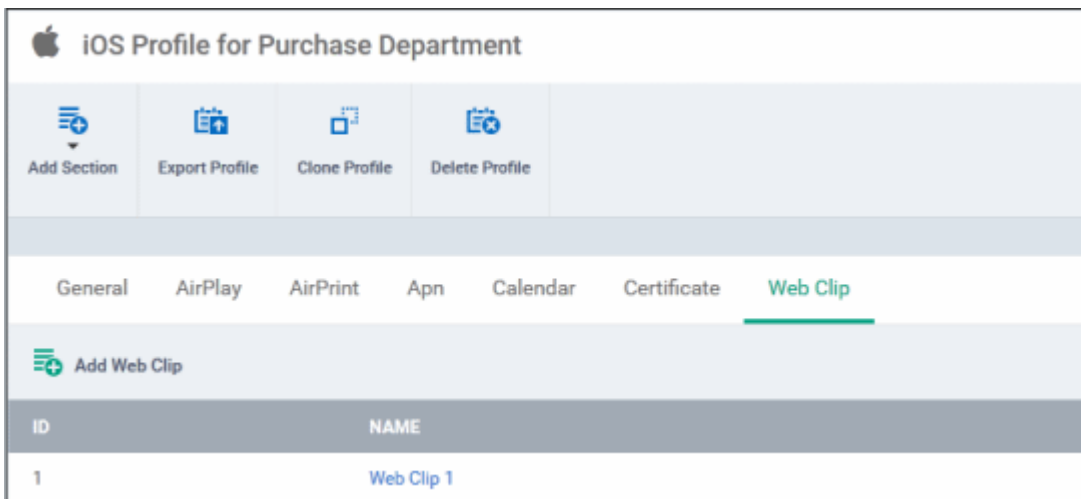 iOS Profile for Purchase Department
Add Section Export Profile Clone Profile Delete Profile
General AirPlay AirPrint Apn Calendar Certificate Web Clip
Add Web Clip
ID NAME
1 Web Clip 1